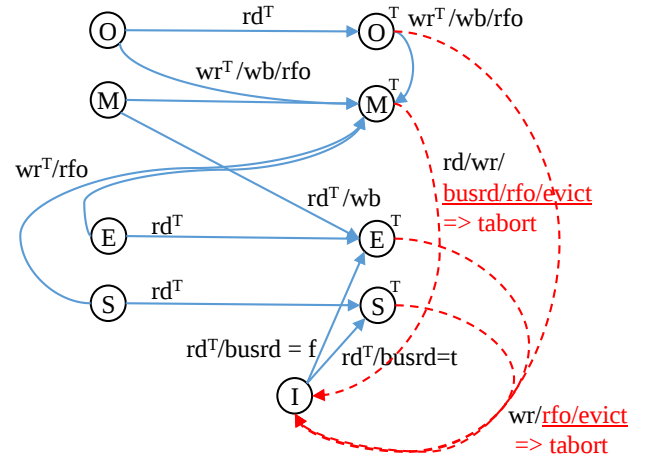 rdᵀ
O
Oᵀ
wrᵀ/wb/rfo
wrᵀ/wb/rfo
M
Mᵀ
wrᵀ/rfo
rd/wr/
busrd/rfo/evict
=> tabort
rdᵀ/wb
E
rdᵀ
Eᵀ
S
rdᵀ
Sᵀ
rdᵀ/busrd = f
rdᵀ/busrd=t
I
wr/rfo/evict
=> tabort